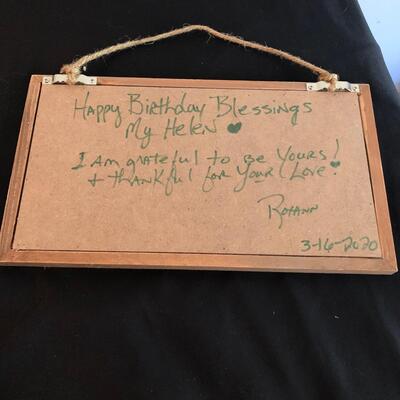 Happy Birthday Blessings
My Helen ♥
I am grateful to be Yours!
+ thankful for Your Love!
Rohann
3-16-2020